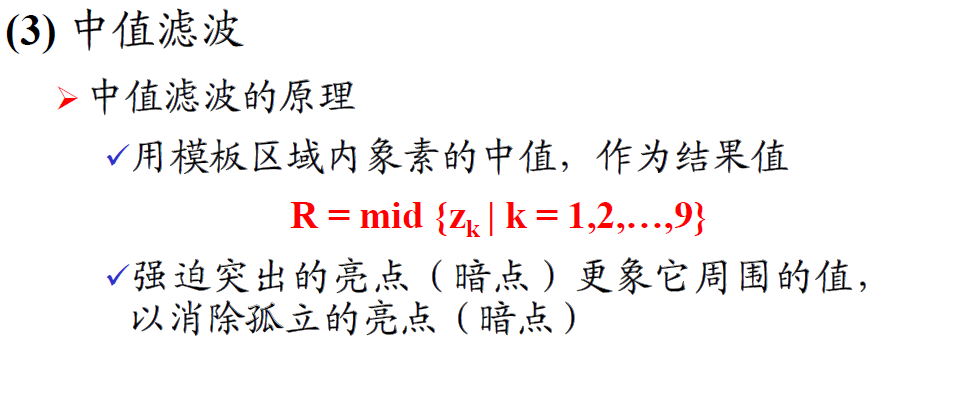 (3) 中值滤波
➢ 中值滤波的原理
✓用模板区域内象素的中值，作为结果值
R = mid {zk | k = 1,2,…,9}
✓强迫突出的亮点（暗点）更象它周围的值，
以消除孤立的亮点（暗点）